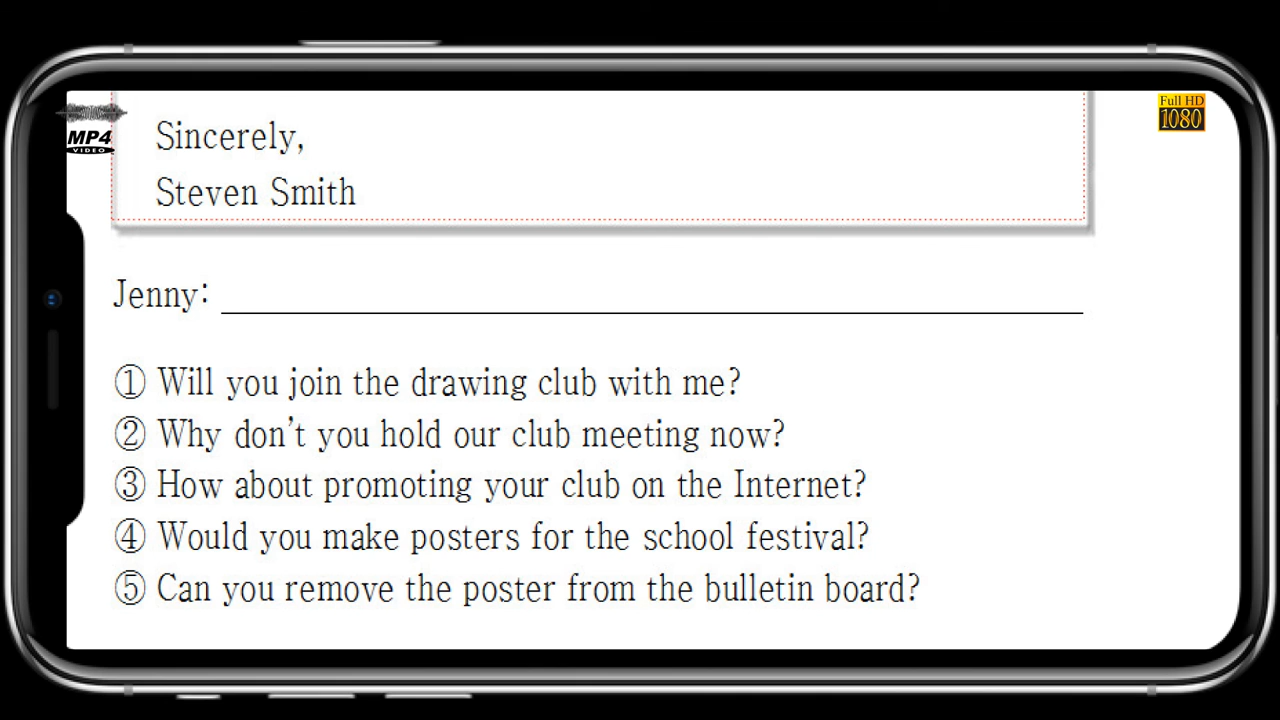 Full HD
1080
MP4
VIDEO
Sincerely,
Steven Smith
Jenny:
① Will you join the drawing club with me?
② Why don't you hold our club meeting now?
③ How about promoting your club on the Internet?
④ Would you make posters for the school festival?
⑤ Can you remove the poster from the bulletin board?